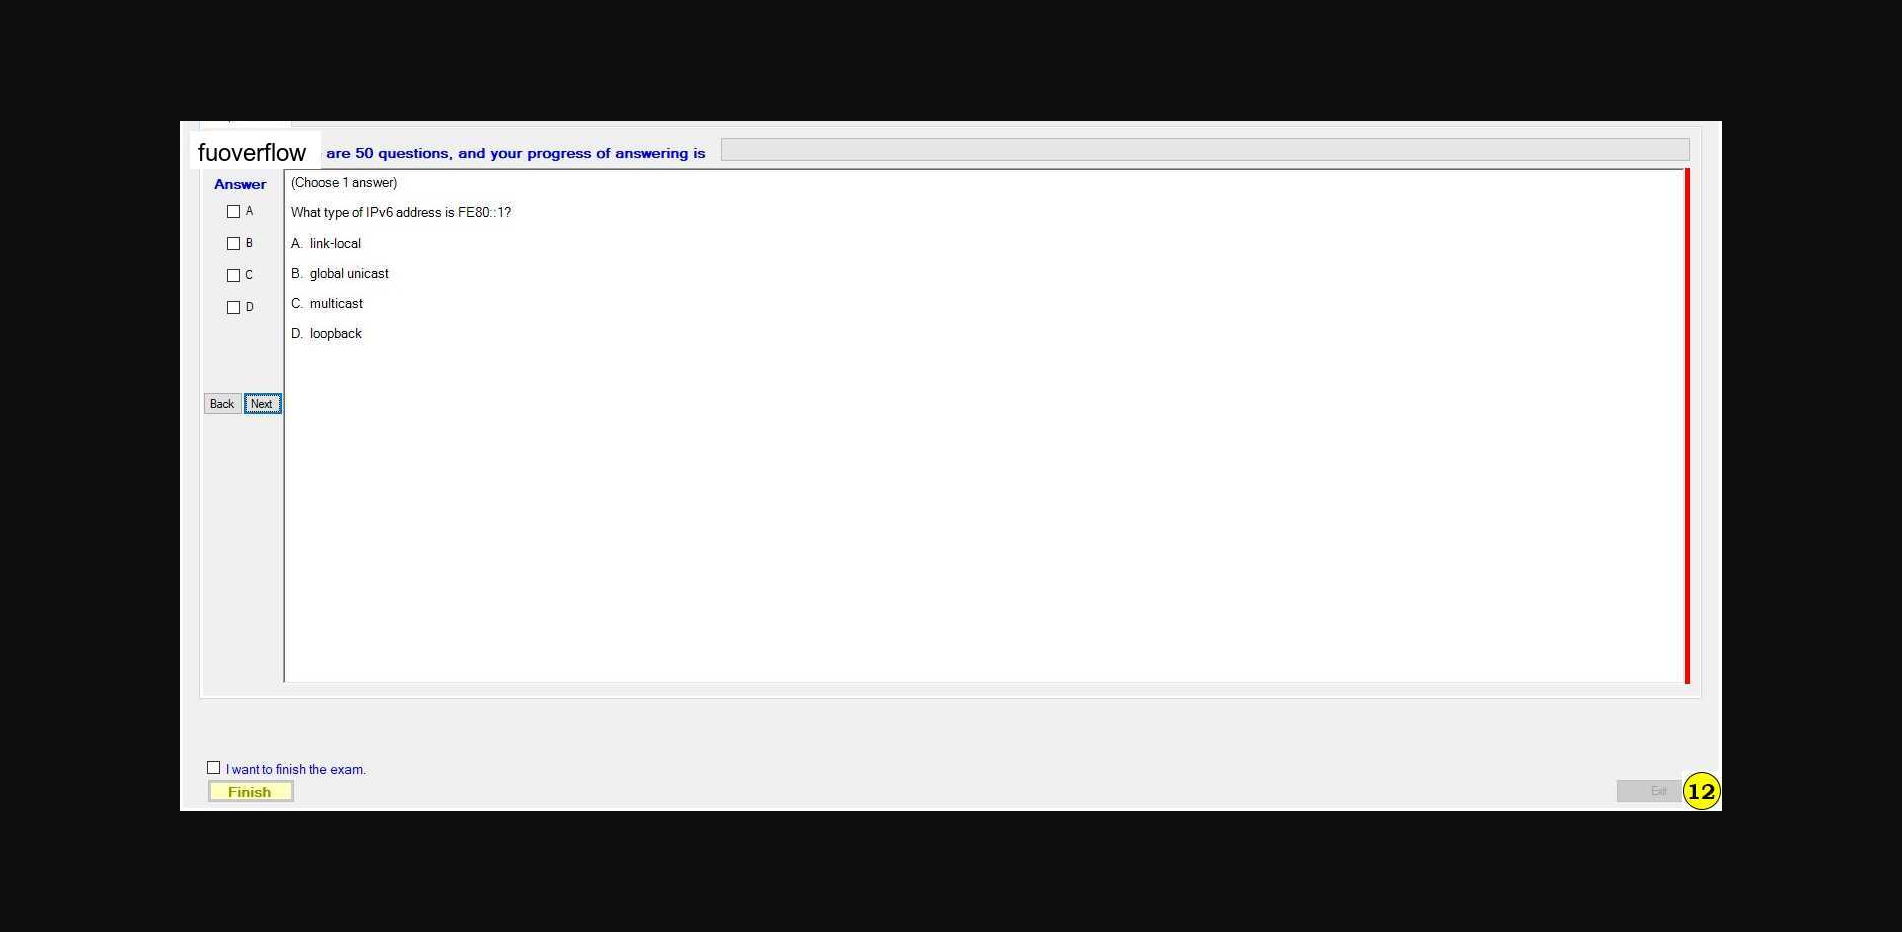 fuoverflow are 50 questions, and your progress of answering is
Answer
(Choose 1 answer)
A
What type of IPv6 address is FE80::1?
B
A. link-local
C
B. global unicast
D
C. multicast
D. loopback
Back Next
I want to finish the exam.
Finish
Exit
12